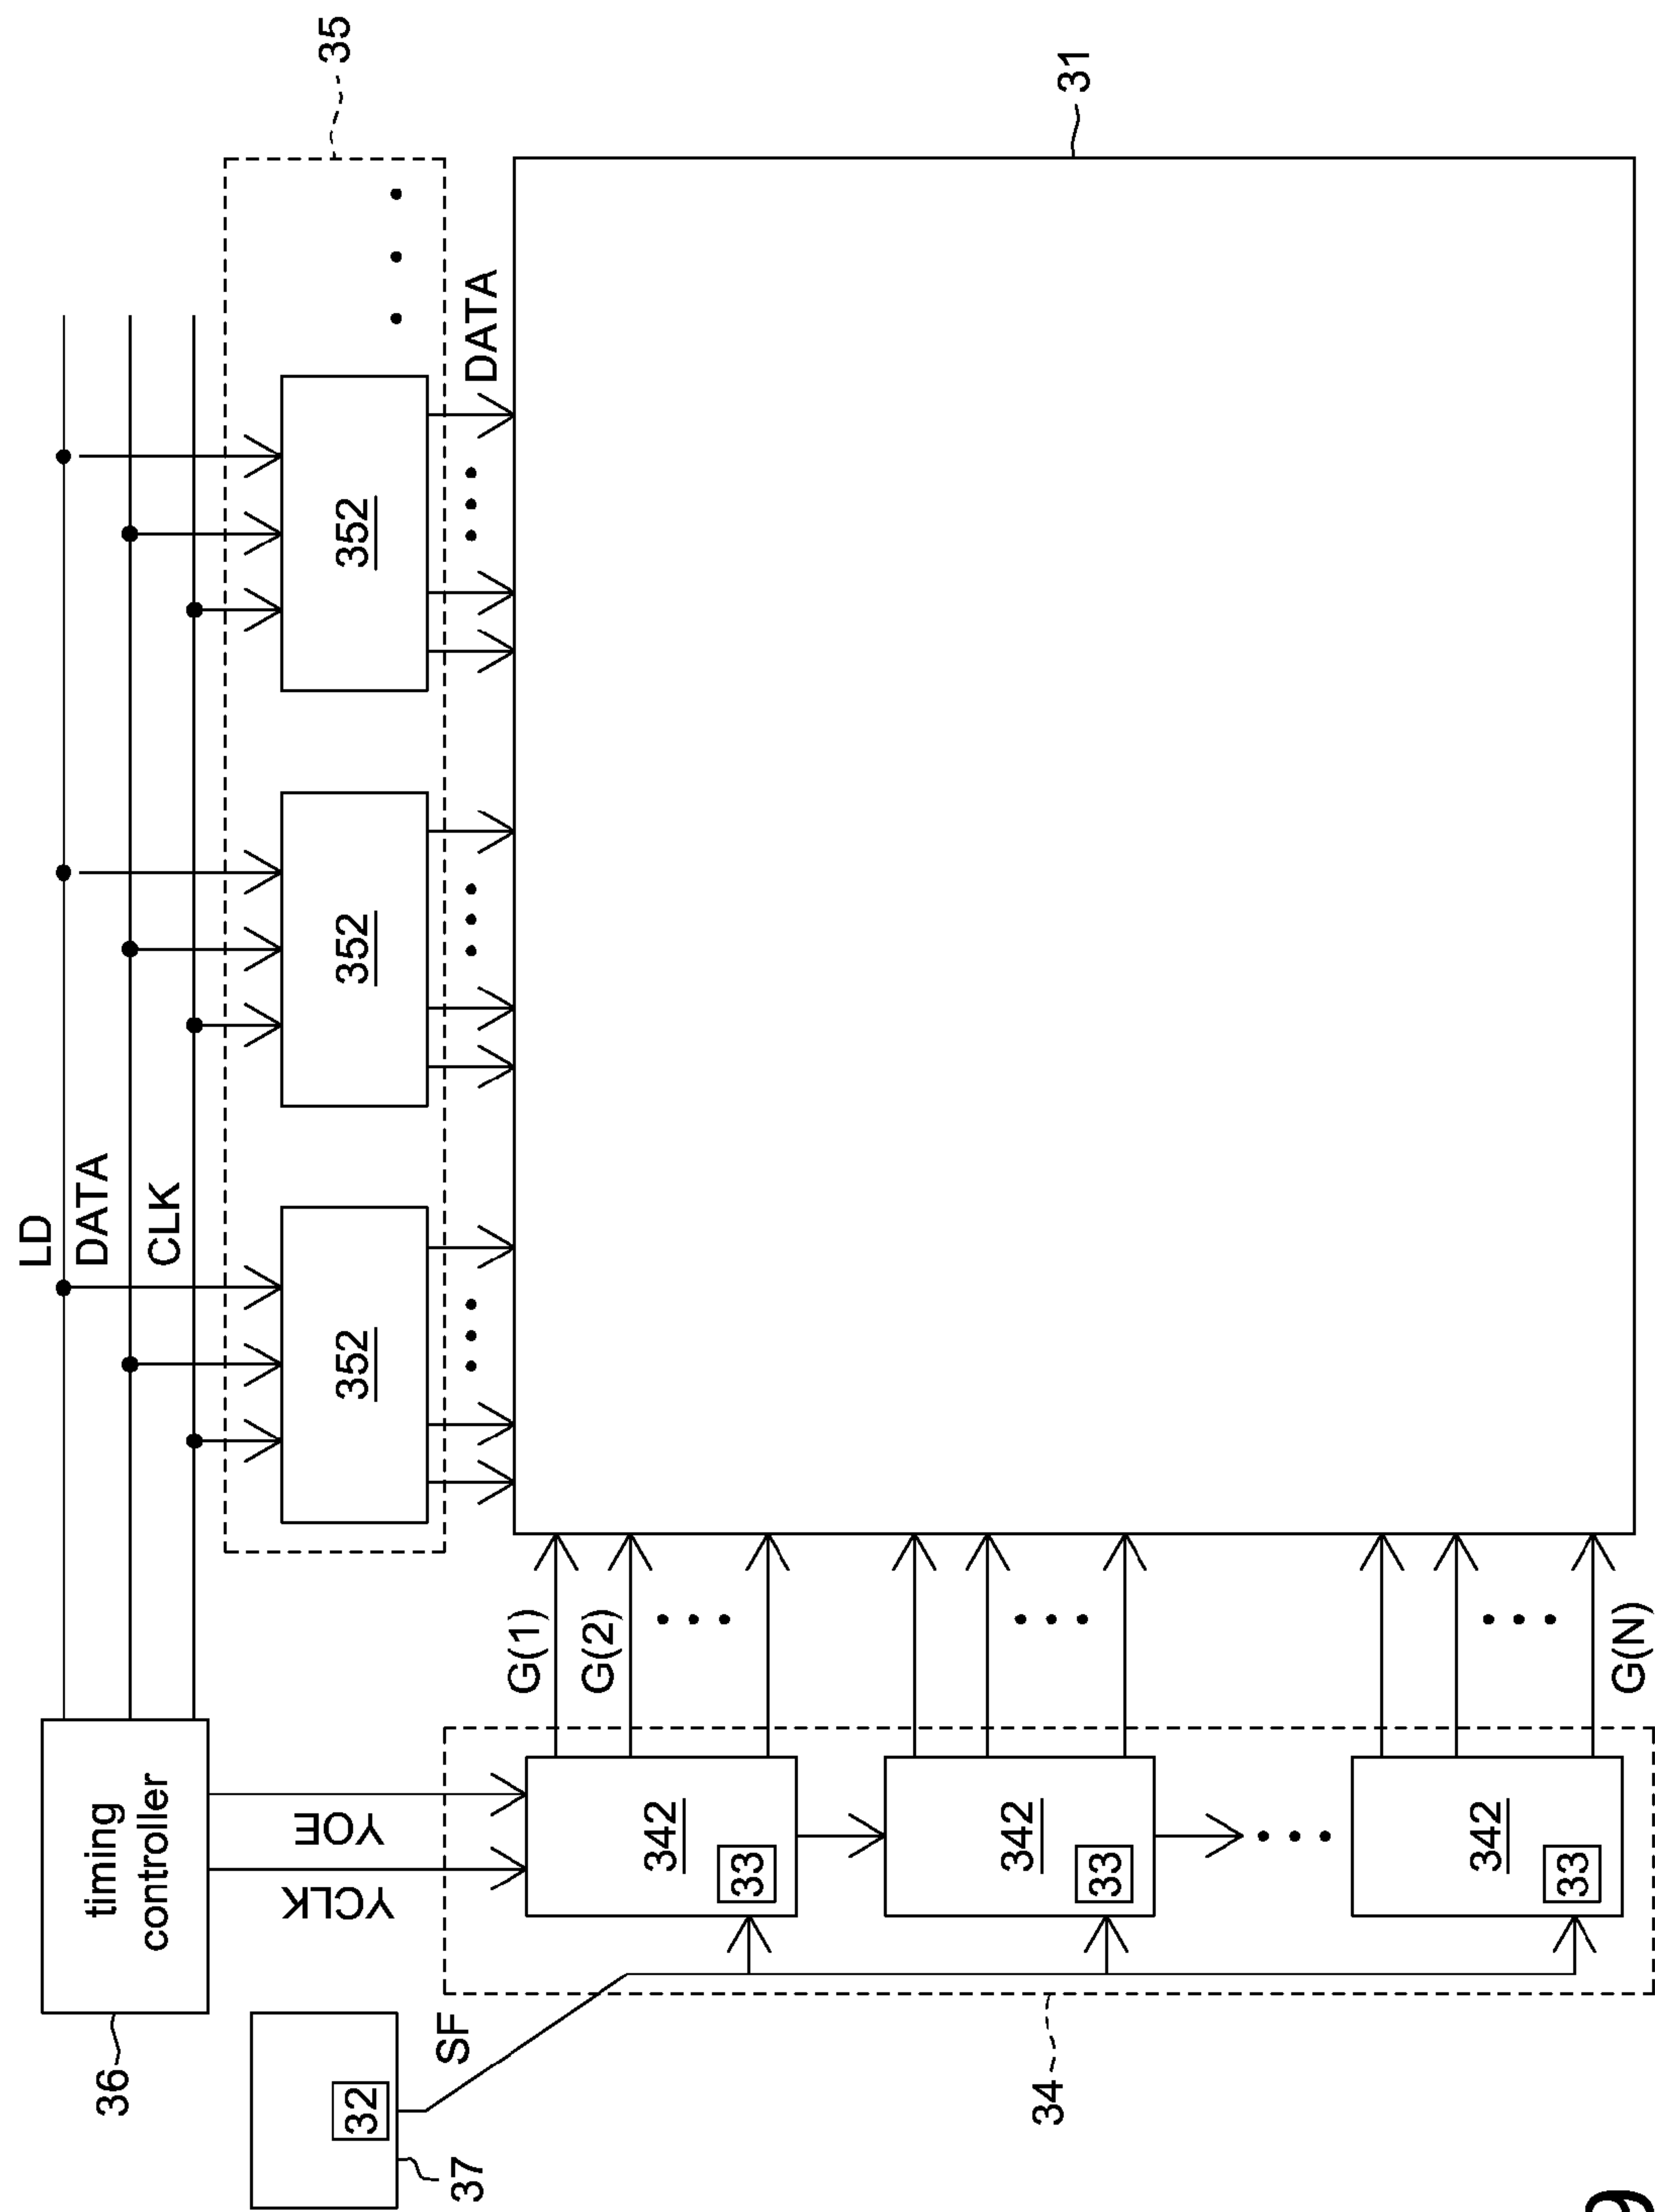 LD
DATA
CLK
35
36
timing
controller
352
352
352
37
32
SF
YCLK
YOE
DATA
G(1)
G(2)
G(N)
342
33
342
33
342
33
34
31